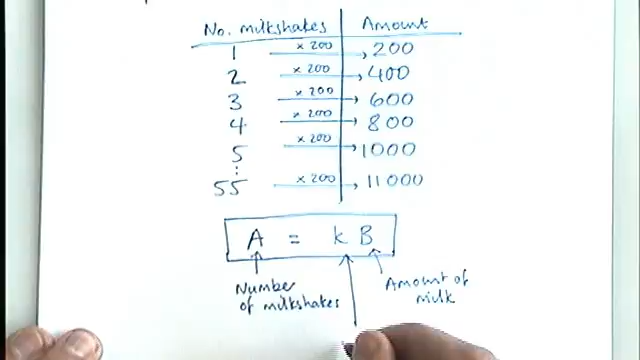 No. milkshakes Amount
1 × 200 200
2 × 200 400
3 × 200 600
4 × 200 800
5 × 200 1000
:
55 × 200 11000
A = k B
Number of milkshakes
Amount of milk